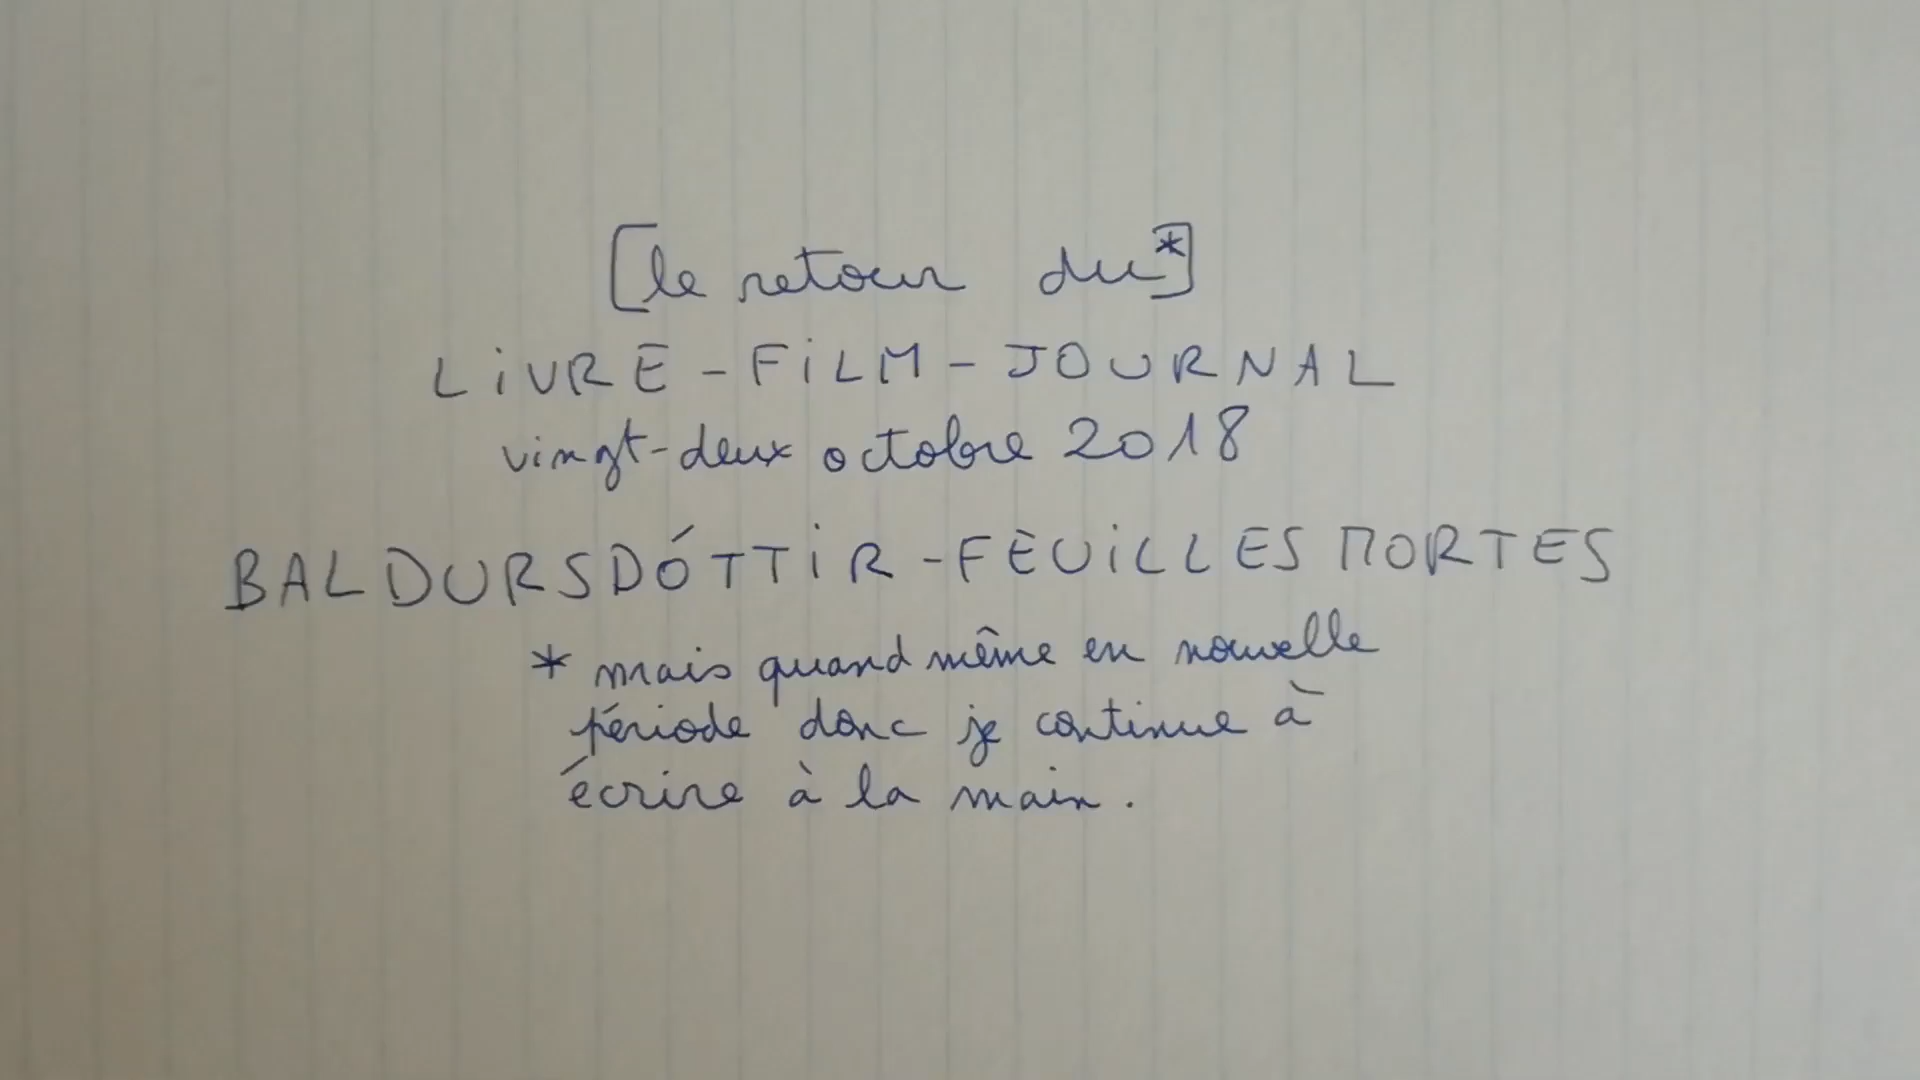 [le retour du*]
LiVRE - FiLM - JOURNAL
vingt-deux octobre 2018
BALDURSDÓTTiR - FEUiLLES MORTES
* mais quand même en nouvelle
période donc je continue à
écrire à la main.